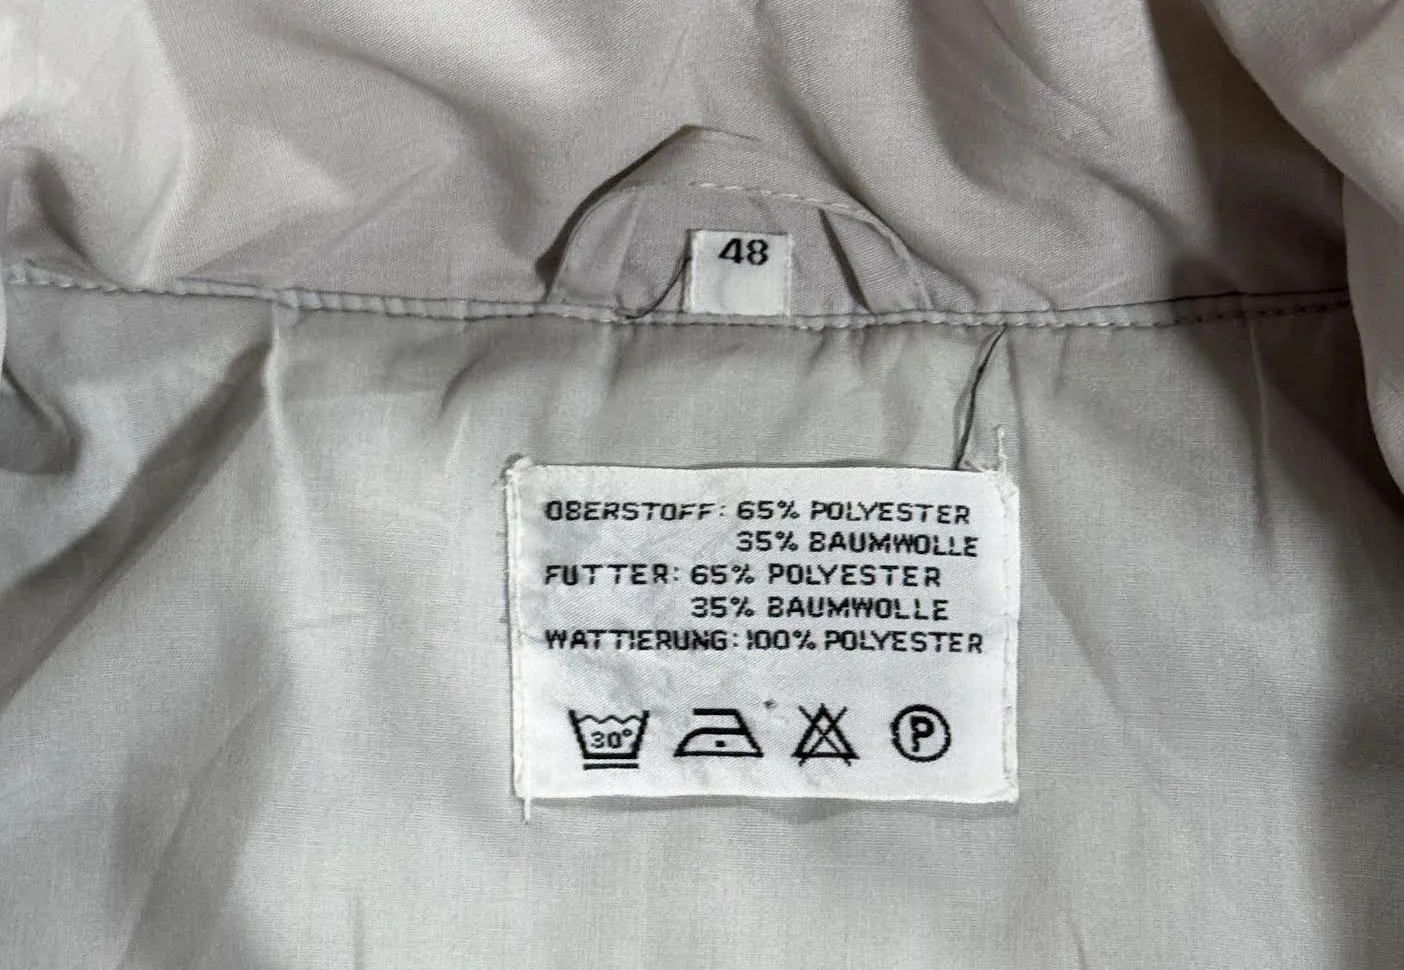 48
OBERSTOFF: 65% POLYESTER
35% BAUMWOLLE
FUTTER: 65% POLYESTER
35% BAUMWOLLE
WATTIERUNG: 100% POLYESTER
30° P